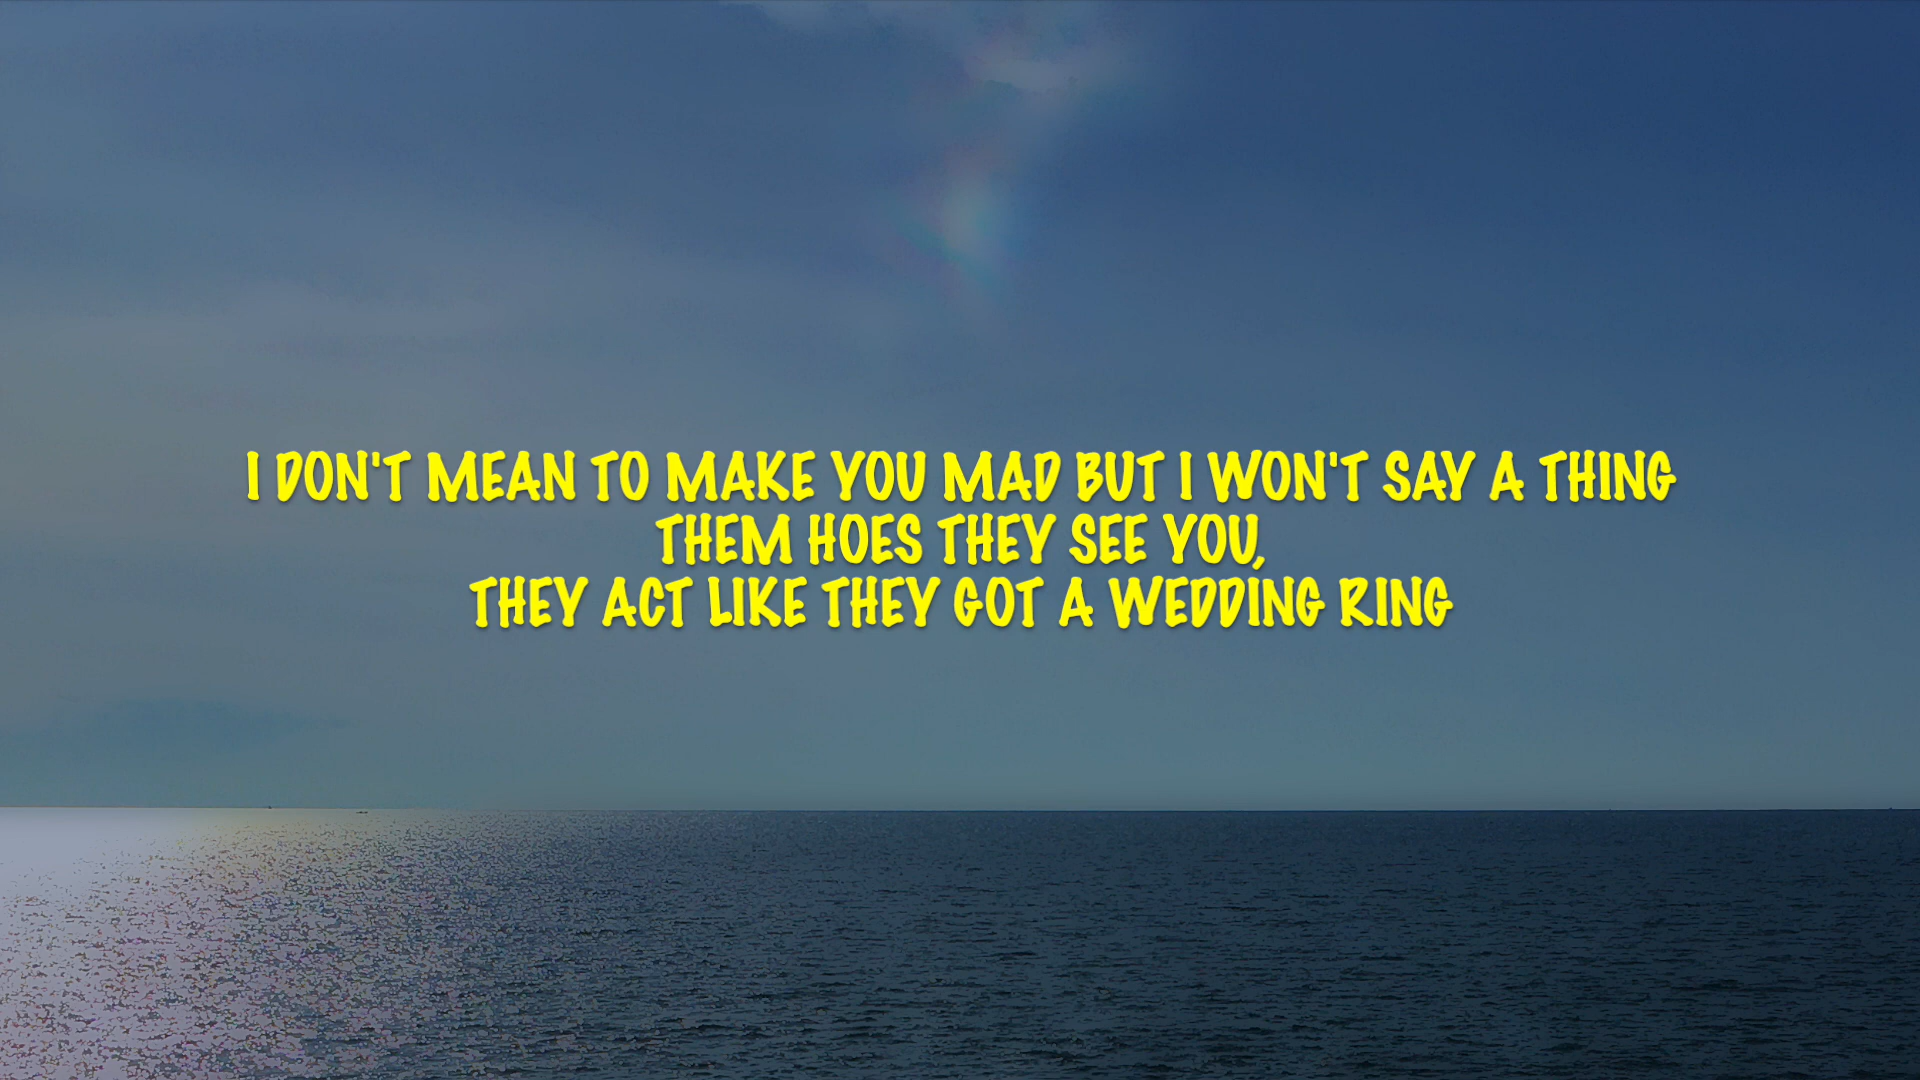 I DON'T MEAN TO MAKE YOU MAD BUT I WON'T SAY A THING
THEM HOES THEY SEE YOU,
THEY ACT LIKE THEY GOT A WEDDING RING